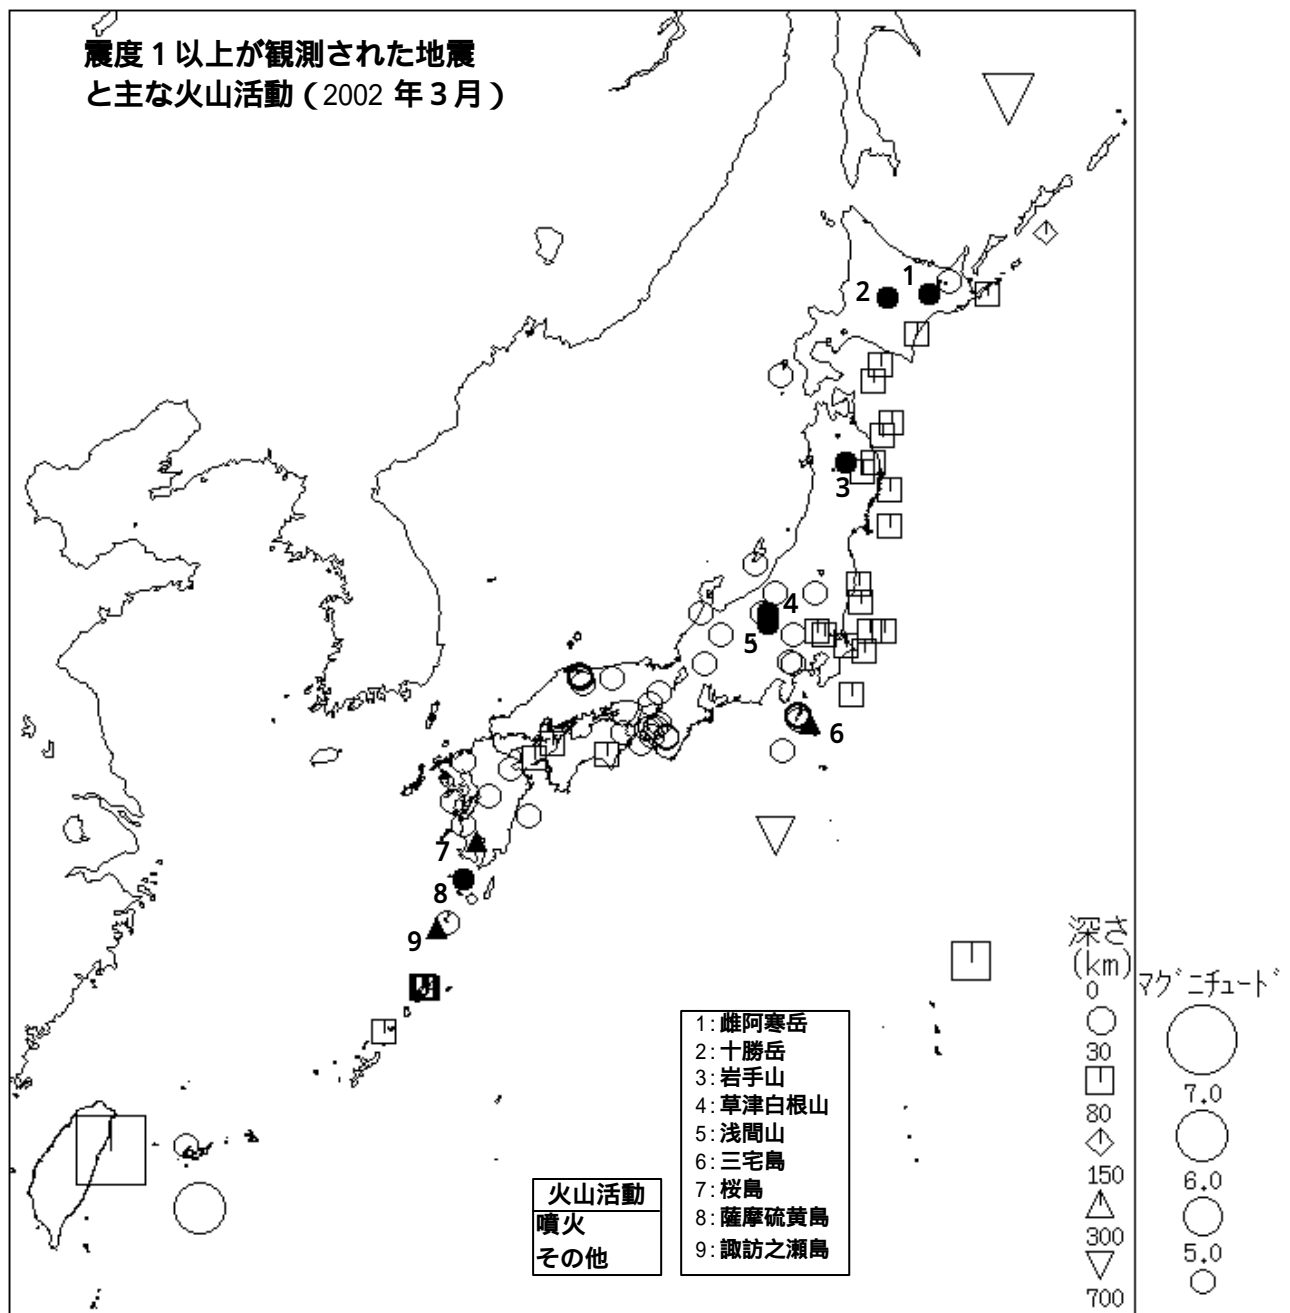 震度1以上が観測された地震
と主な火山活動(2002 年3月)
1
2
3
4
5
6
7
8
9
深さ
(km)
0
30
80
150
300
700
マグニチュード
7.0
6.0
5.0
1:雌阿寒岳
2:十勝岳
3:岩手山
4:草津白根山
5:浅間山
6:三宅島
7:桜島
8:薩摩硫黄島
9:諏訪之瀬島
火山活動
噴火
その他